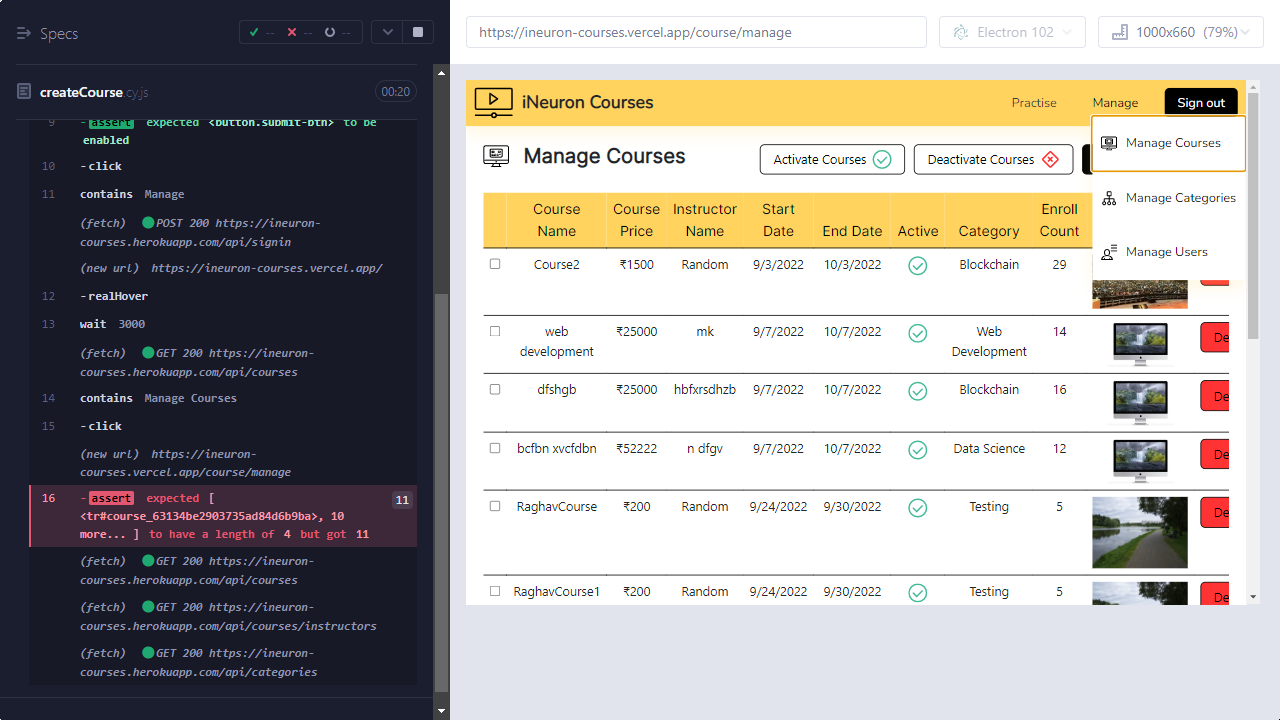 Specs
--
--
--
https://ineuron-courses.vercel.app/course/manage
Electron 102
1000x660 (79%)
createCourse.cy.js
00:20
9 -assert expected <button.submit-btn> to be
enabled
10 -click
11 contains Manage
(fetch) POST 200 https://ineuron-
courses.herokuapp.com/api/signin
(new url) https://ineuron-courses.vercel.app/
12 -realHover
13 wait 3000
(fetch) GET 200 https://ineuron-
courses.herokuapp.com/api/courses
14 contains Manage Courses
15 -click
(new url) https://ineuron-
courses.vercel.app/course/manage
16 -assert expected [ 11
<tr#course_63134be2903735ad84d6b9ba>, 10
more... ] to have a length of 4 but got 11
(fetch) GET 200 https://ineuron-
courses.herokuapp.com/api/courses
(fetch) GET 200 https://ineuron-
courses.herokuapp.com/api/courses/instructors
(fetch) GET 200 https://ineuron-
courses.herokuapp.com/api/categories
iNeuron Courses
Practise
Manage
Sign out
Manage Courses
Manage Categories
Manage Users
Manage Courses
Activate Courses
Deactivate Courses
Course Name
Course Price
Instructor Name
Start Date
End Date
Active
Category
Enroll Count
Course2 ₹1500 Random 9/3/2022 10/3/2022 Blockchain 29
web development ₹25000 mk 9/7/2022 10/7/2022 Web Development 14 De
dfshgb ₹25000 hbfxrsdhzb 9/7/2022 10/7/2022 Blockchain 16 De
bcfbn xvcfdbn ₹52222 n dfgv 9/7/2022 10/7/2022 Data Science 12 De
RaghavCourse ₹200 Random 9/24/2022 9/30/2022 Testing 5 De
RaghavCourse1 ₹200 Random 9/24/2022 9/30/2022 Testing 5 De